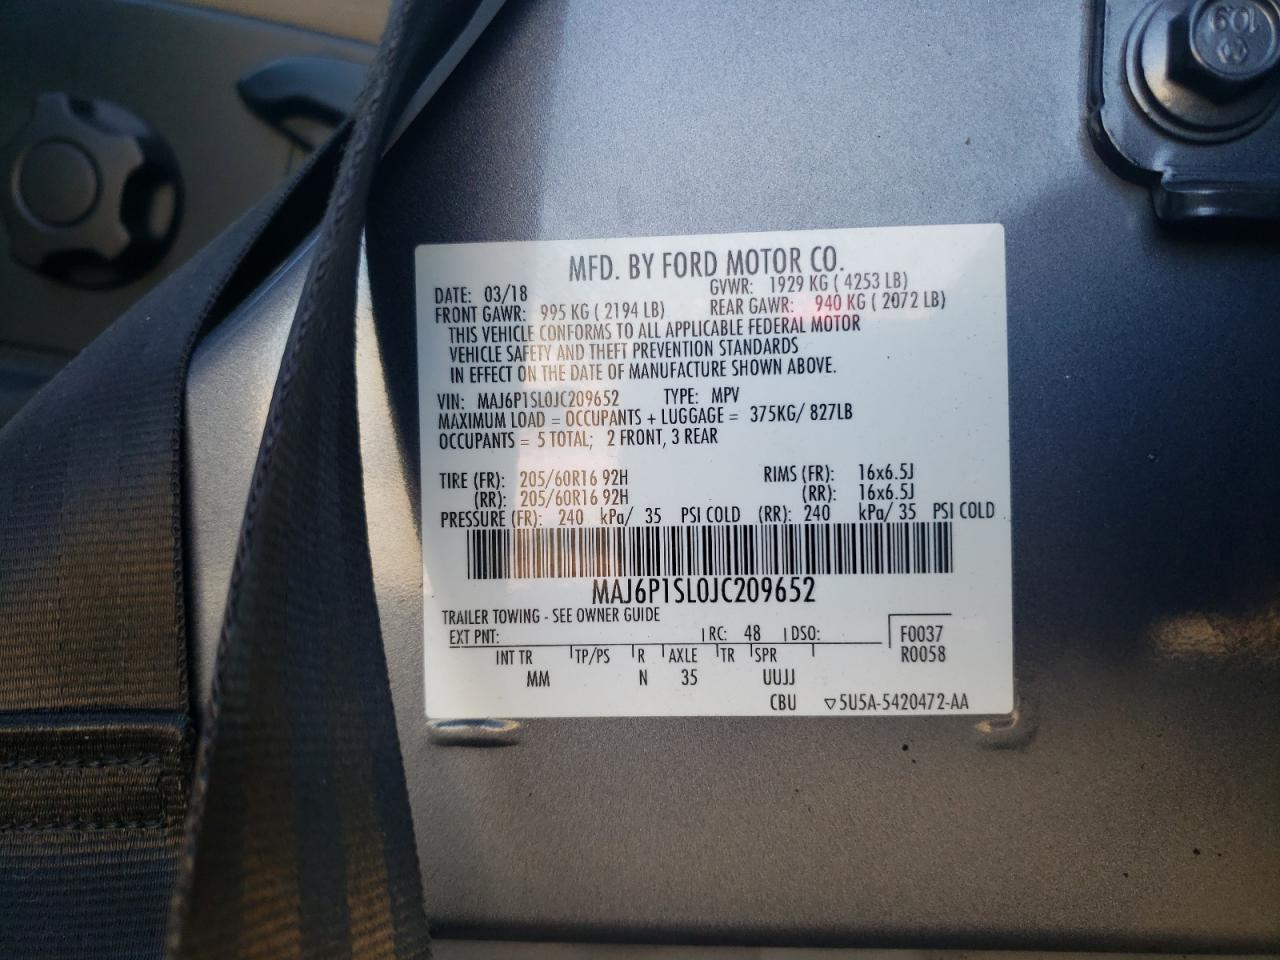 109
MFD. BY FORD MOTOR CO.
DATE: 03/18 GVWR: 1929 KG ( 4253 LB)
FRONT GAWR: 995 KG ( 2194 LB) REAR GAWR: 940 KG ( 2072 LB)
THIS VEHICLE CONFORMS TO ALL APPLICABLE FEDERAL MOTOR
VEHICLE SAFETY AND THEFT PREVENTION STANDARDS
IN EFFECT ON THE DATE OF MANUFACTURE SHOWN ABOVE.
VIN: MAJ6P1SL0JC209652 TYPE: MPV
MAXIMUM LOAD = OCCUPANTS + LUGGAGE = 375KG/ 827LB
OCCUPANTS = 5 TOTAL; 2 FRONT, 3 REAR
TIRE (FR): 205/60R16 92H RIMS (FR): 16x6.5J
(RR): 205/60R16 92H (RR): 16x6.5J
PRESSURE (FR): 240 kPa/ 35 PSI COLD (RR): 240 kPa/ 35 PSI COLD
MAJ6P1SL0JC209652
TRAILER TOWING - SEE OWNER GUIDE
EXT PNT: RC: 48 DSO: F0037
INT TR TP/PS R AXLE TR SPR R0058
MM N 35 UUJJ
CBU ▽5U5A-5420472-AA